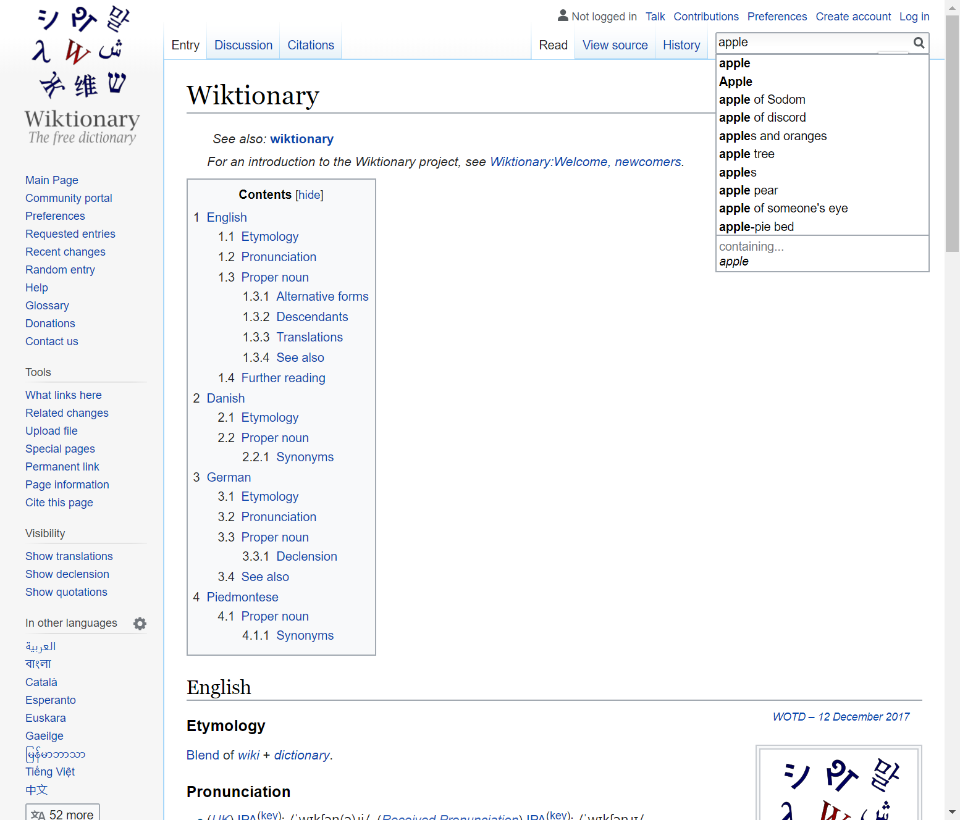 シ ዎ 말
λ W ش
ネ 维 ש
Wiktionary
The free dictionary
Not logged in Talk Contributions Preferences Create account Log in
Entry Discussion Citations Read View source History apple
apple
Apple
apple of Sodom
apple of discord
apples and oranges
apple tree
apples
apple pear
apple of someone's eye
apple-pie bed
containing...
apple
Main Page
Community portal
Preferences
Requested entries
Recent changes
Random entry
Help
Glossary
Donations
Contact us
Tools
What links here
Related changes
Upload file
Special pages
Permanent link
Page information
Cite this page
Visibility
Show translations
Show declension
Show quotations
In other languages
العربية
বাংলা
Català
Esperanto
Euskara
Gaeilge
မြန်မာဘာသာ
Tiếng Việt
中文
52 more
Wiktionary
See also: wiktionary
For an introduction to the Wiktionary project, see Wiktionary:Welcome, newcomers.
Contents [hide]
1 English
1.1 Etymology
1.2 Pronunciation
1.3 Proper noun
1.3.1 Alternative forms
1.3.2 Descendants
1.3.3 Translations
1.3.4 See also
1.4 Further reading
2 Danish
2.1 Etymology
2.2 Proper noun
2.2.1 Synonyms
3 German
3.1 Etymology
3.2 Pronunciation
3.3 Proper noun
3.3.1 Declension
3.4 See also
4 Piedmontese
4.1 Proper noun
4.1.1 Synonyms
English
WOTD – 12 December 2017
Etymology
Blend of wiki + dictionary.
Pronunciation
(UK) IPA(key): (Received Pronunciation) IPA(key):